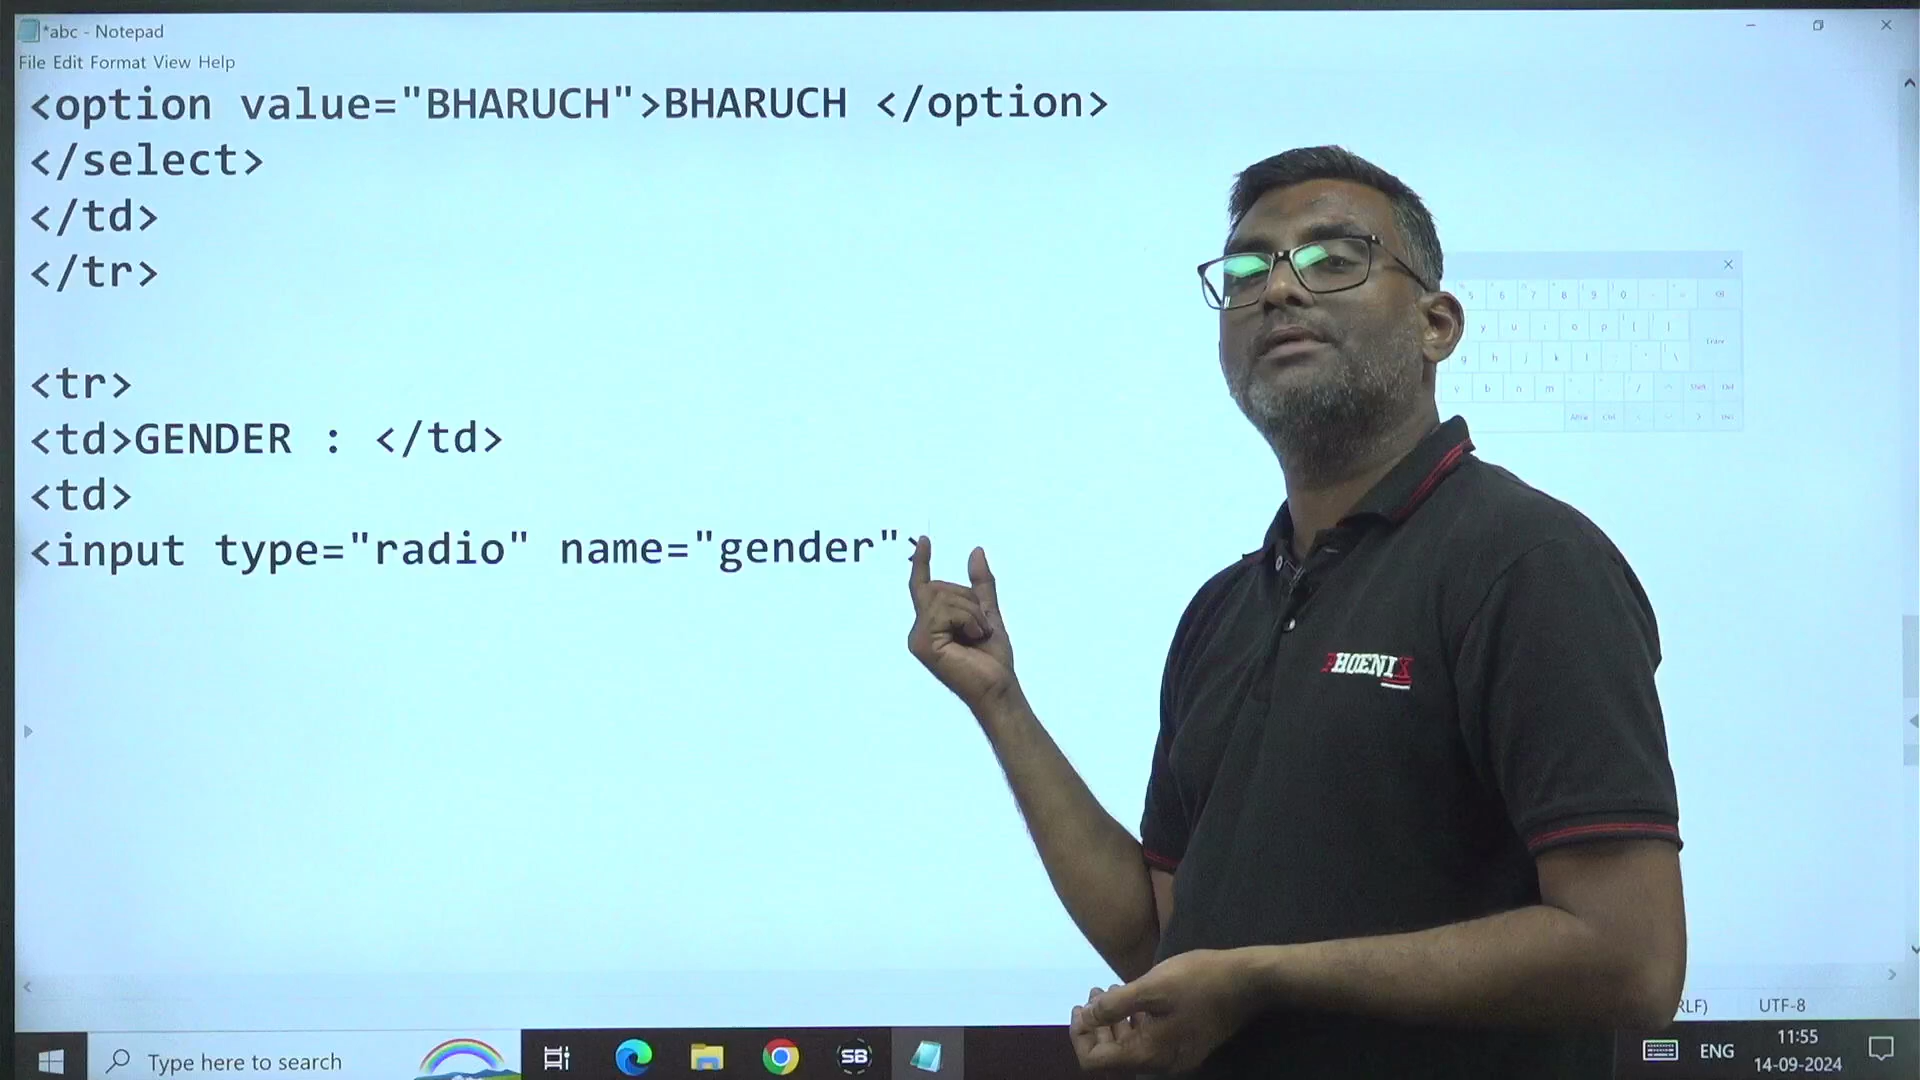 *abc - Notepad
File Edit Format View Help
<option value="BHARUCH">BHARUCH </option>
</select>
</td>
</tr>
<tr>
<td>GENDER : </td>
<td>
<input type="radio" name="gender">
PHOENIX
UTF-8
Type here to search
SB
ENG
11:55
14-09-2024